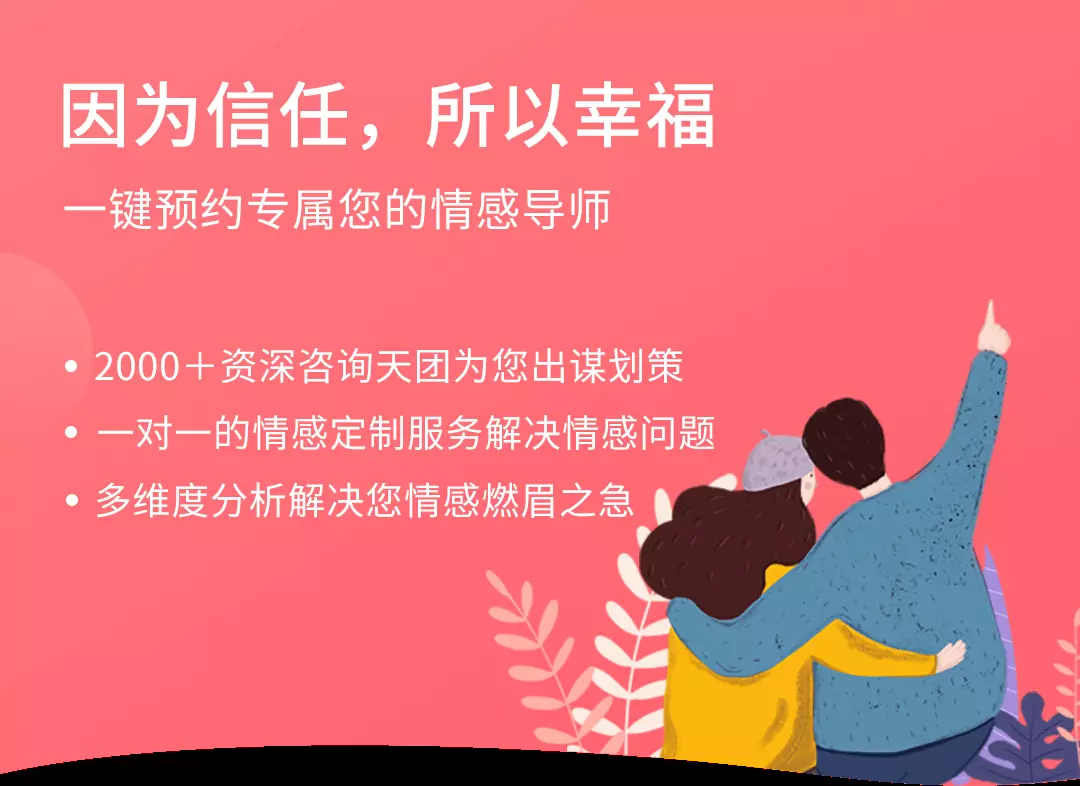 因为信任，所以幸福
一键预约专属您的情感导师
• 2000＋资深咨询天团为您出谋划策
• 一对一的情感定制服务解决情感问题
• 多维度分析解决您情感燃眉之急